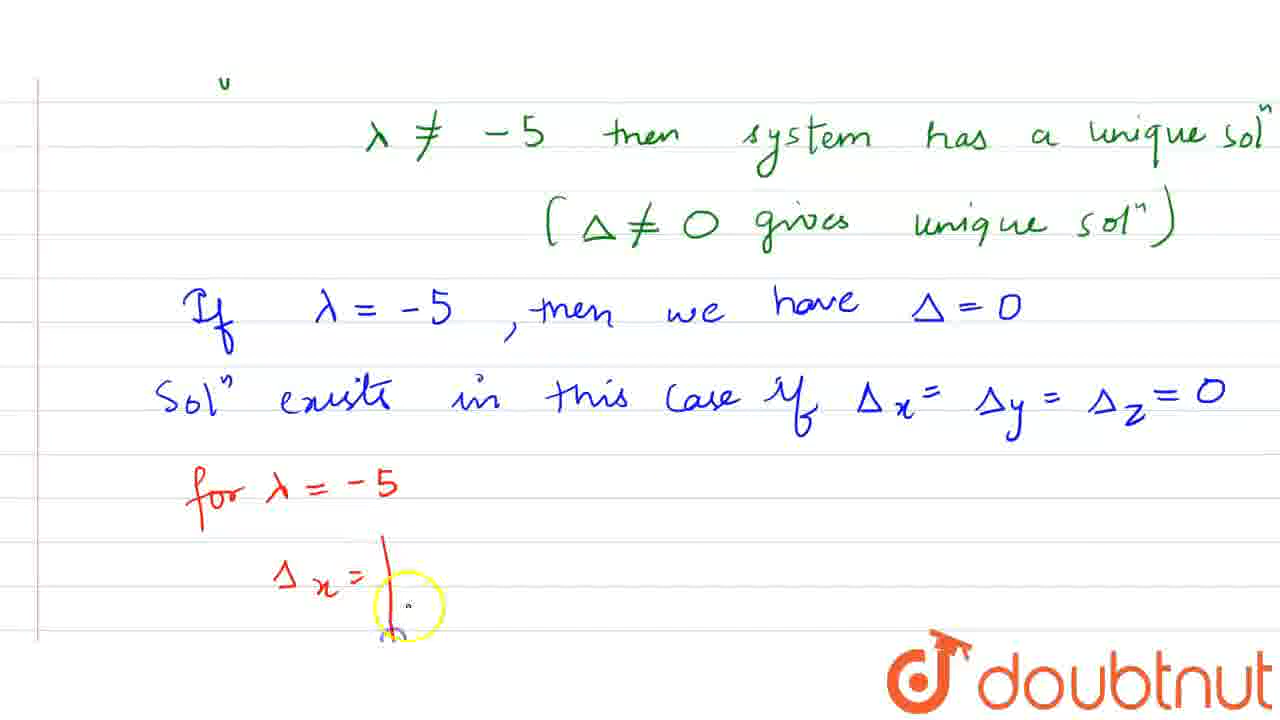 λ ≠ -5 then system has a unique solⁿ
(Δ ≠ 0 gives unique solⁿ)
If λ = -5, then we have Δ = 0
Solⁿ exists in this case if Δx = Δy = Δz = 0
for λ = -5
Δx = |
doubtnut